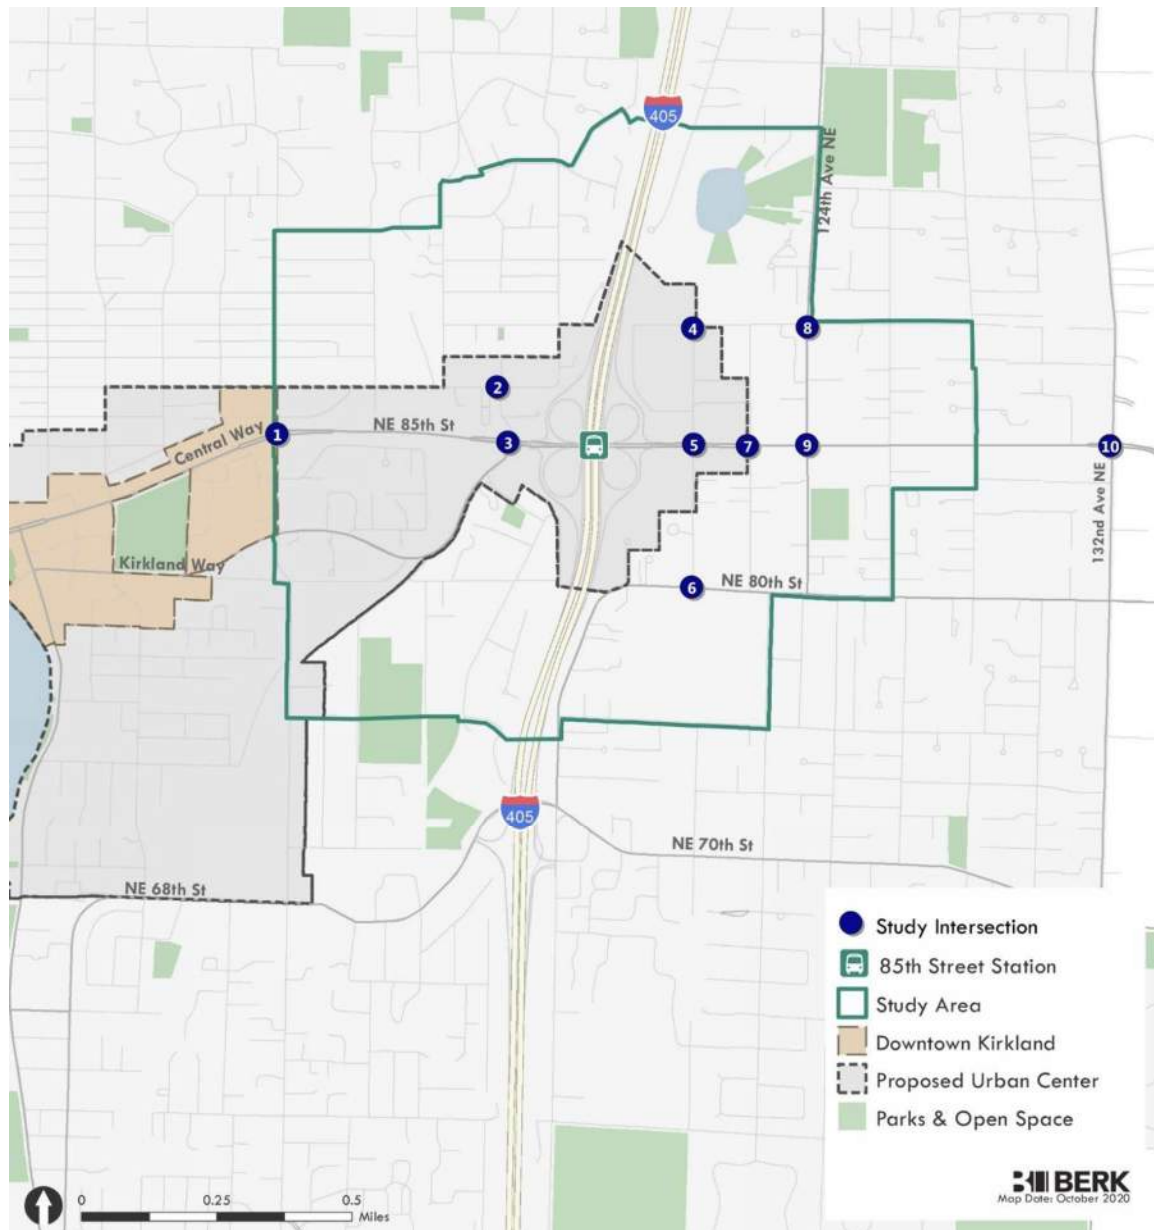 405
124th Ave NE
4
8
2
1
NE 85th St
Central Way
3
5
7
9
10
132nd Ave NE
Kirkland Way
6
NE 80th St
405
NE 70th St
NE 68th St
Study Intersection
85th Street Station
Study Area
Downtown Kirkland
Proposed Urban Center
Parks & Open Space
BERK
Map Date: October 2020
0 0.25 0.5
Miles